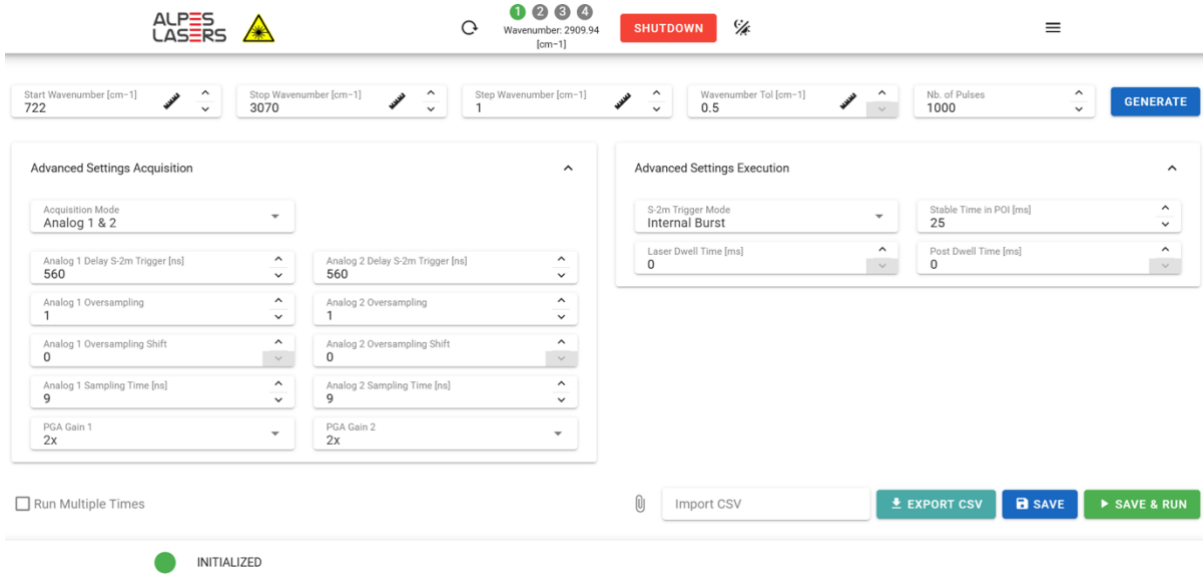 ALPES
LASERS
1 2 3 4
Wavenumber: 2909.94
[cm-1]
SHUTDOWN
Start Wavenumber [cm-1]
722
Stop Wavenumber [cm-1]
3070
Step Wavenumber [cm-1]
1
Wavenumber Tol [cm-1]
0.5
Nb. of Pulses
1000
GENERATE
Advanced Settings Acquisition
Acquisition Mode
Analog 1 & 2
Analog 1 Delay S-2m Trigger [ns]
560
Analog 2 Delay S-2m Trigger [ns]
560
Analog 1 Oversampling
1
Analog 2 Oversampling
1
Analog 1 Oversampling Shift
0
Analog 2 Oversampling Shift
0
Analog 1 Sampling Time [ns]
9
Analog 2 Sampling Time [ns]
9
PGA Gain 1
2x
PGA Gain 2
2x
Advanced Settings Execution
S-2m Trigger Mode
Internal Burst
Stable Time in POI [ms]
25
Laser Dwell Time [ms]
0
Post Dwell Time [ms]
0
Run Multiple Times
Import CSV
EXPORT CSV
SAVE
SAVE & RUN
INITIALIZED